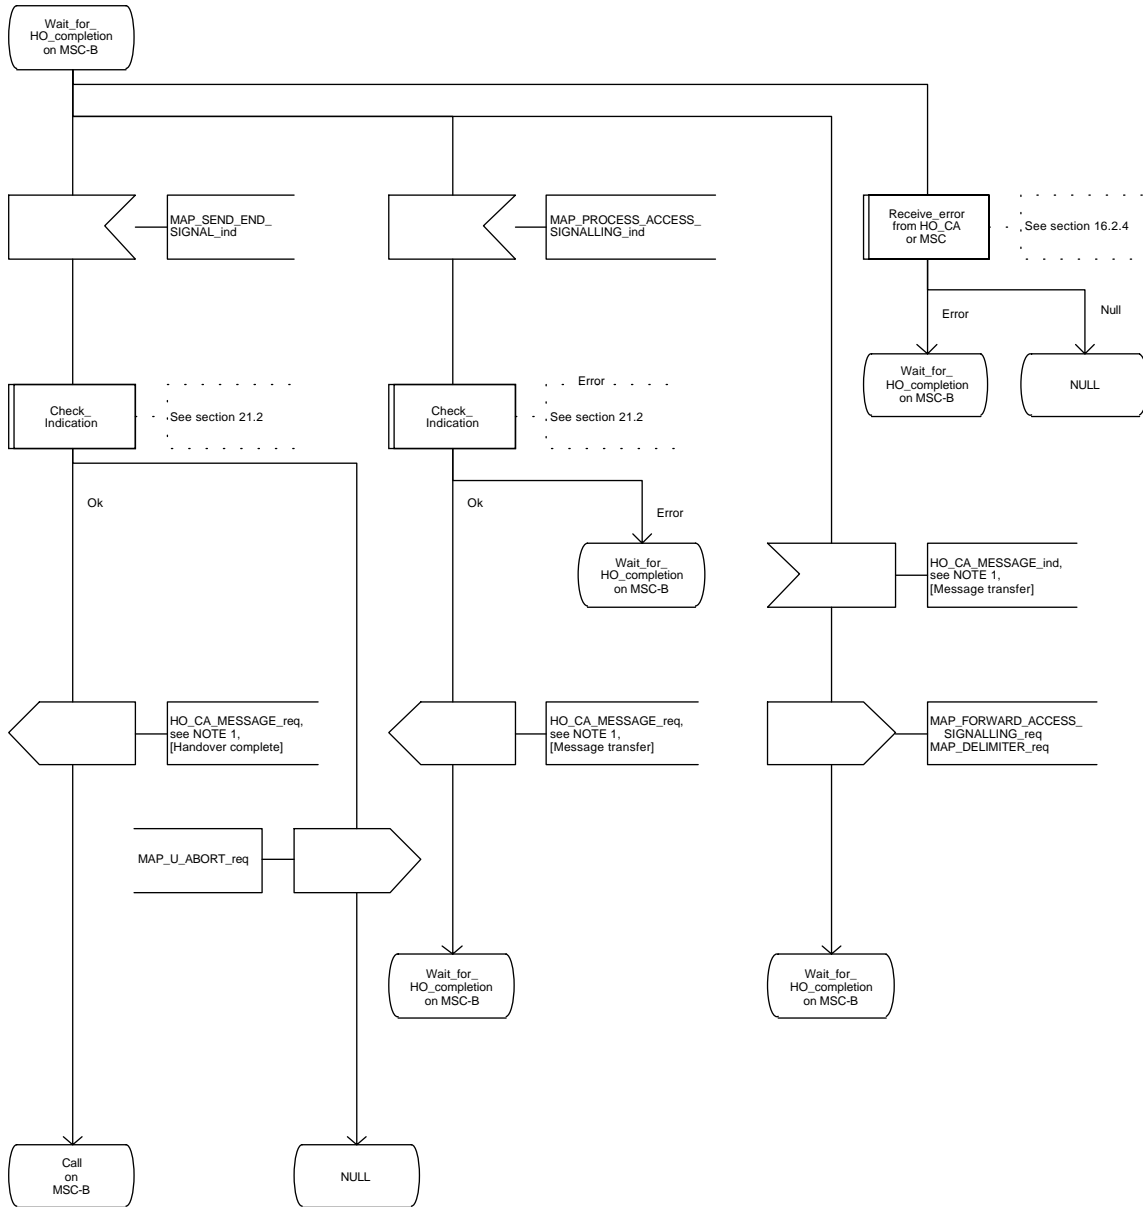 Wait_for_
HO_completion
on MSC-B
MAP_SEND_END_
SIGNAL_ind
MAP_PROCESS_ACCESS_
SIGNALLING_ind
Receive_error
from HO_CA
or MSC
See section 16.2.4
Error
Null
Wait_for_
HO_completion
on MSC-B
NULL
Check_
Indication
See section 21.2
Error
Check_
Indication
See section 21.2
Ok
Ok
Error
Wait_for_
HO_completion
on MSC-B
HO_CA_MESSAGE_ind,
see NOTE 1,
[Message transfer]
HO_CA_MESSAGE_req,
see NOTE 1,
[Handover complete]
HO_CA_MESSAGE_req,
see NOTE 1,
[Message transfer]
MAP_FORWARD_ACCESS_
SIGNALLING_req
MAP_DELIMITER_req
MAP_U_ABORT_req
Wait_for_
HO_completion
on MSC-B
Wait_for_
HO_completion
on MSC-B
Call
on
MSC-B
NULL